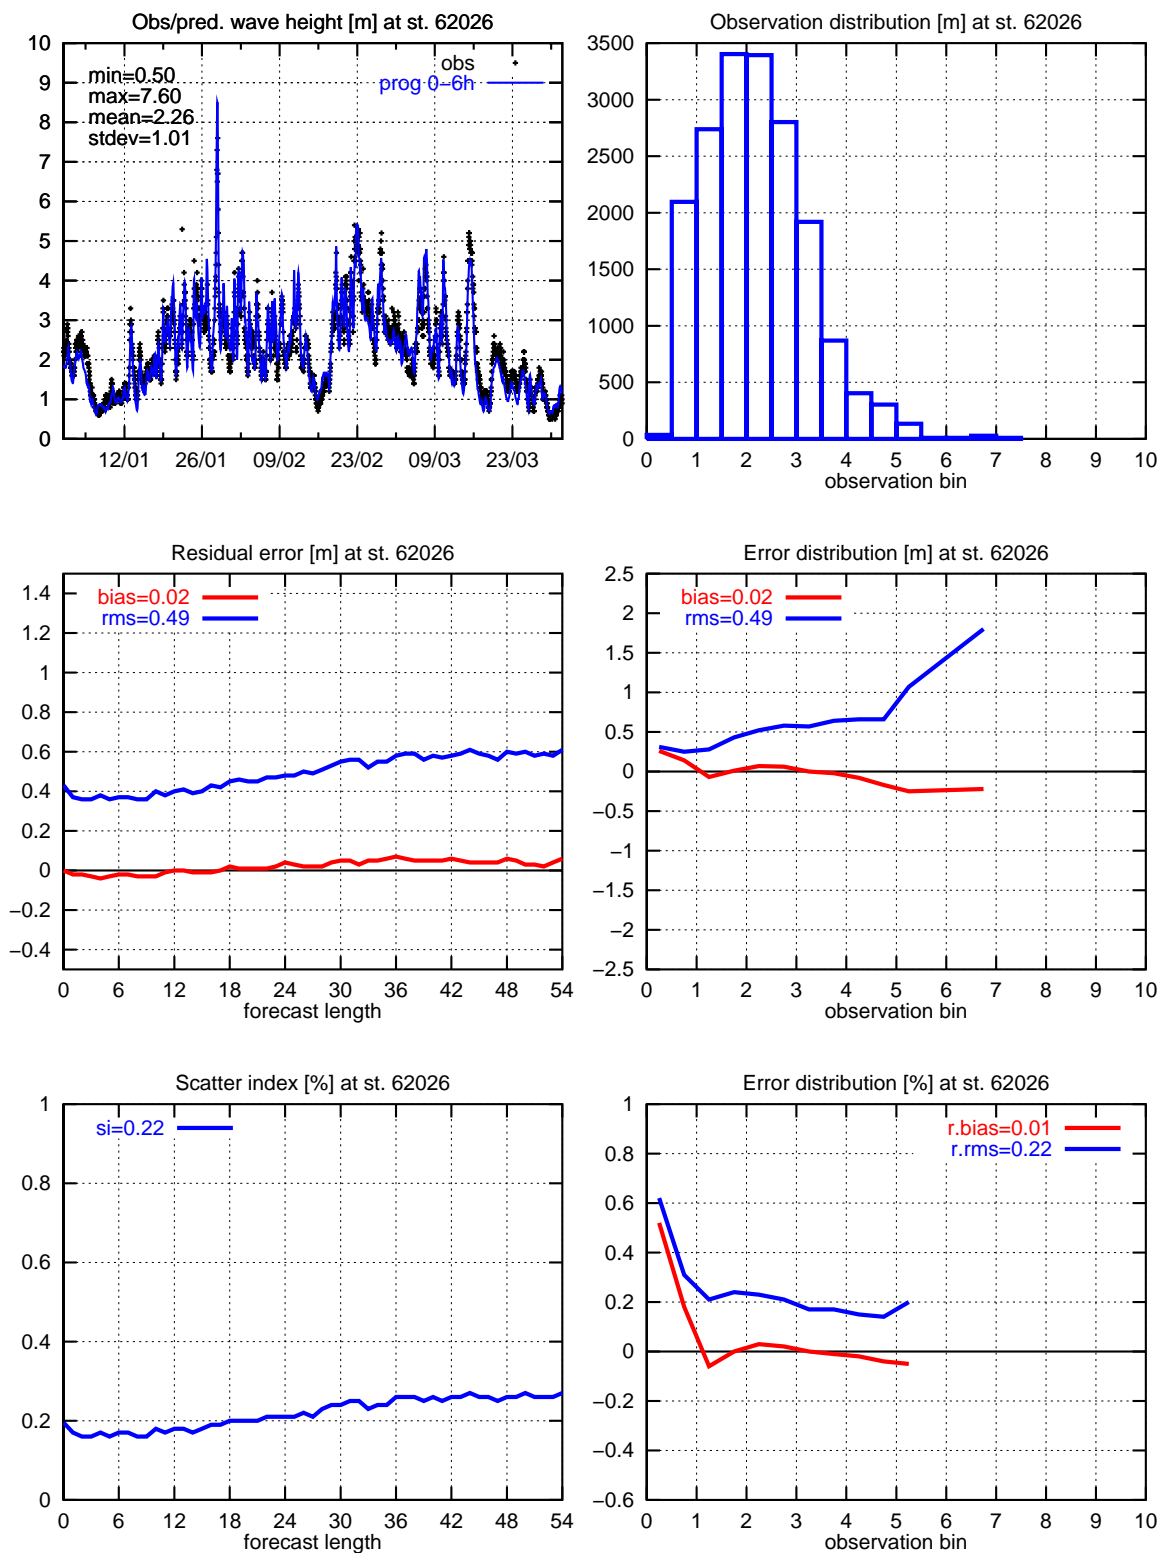 Obs/pred. wave height [m] at st. 62026
10
9
8
7
6
5
4
3
2
1
0
min=0.50
max=7.60
mean=2.26
stdev=1.01
obs
prog 0−6h
12/01 26/01 09/02 23/02 09/03 23/03
Observation distribution [m] at st. 62026
3500
3000
2500
2000
1500
1000
500
0
0 1 2 3 4 5 6 7 8 9 10
observation bin
Residual error [m] at st. 62026
1.4
1.2
1
0.8
0.6
0.4
0.2
0
−0.2
−0.4
bias=0.02
rms=0.49
0 6 12 18 24 30 36 42 48 54
forecast length
Error distribution [m] at st. 62026
2.5
2
1.5
1
0.5
0
−0.5
−1
−1.5
−2
−2.5
bias=0.02
rms=0.49
0 1 2 3 4 5 6 7 8 9 10
observation bin
Scatter index [%] at st. 62026
1
0.8
0.6
0.4
0.2
0
si=0.22
0 6 12 18 24 30 36 42 48 54
forecast length
Error distribution [%] at st. 62026
1
0.8
0.6
0.4
0.2
0
−0.2
−0.4
−0.6
r.bias=0.01
r.rms=0.22
0 1 2 3 4 5 6 7 8 9 10
observation bin